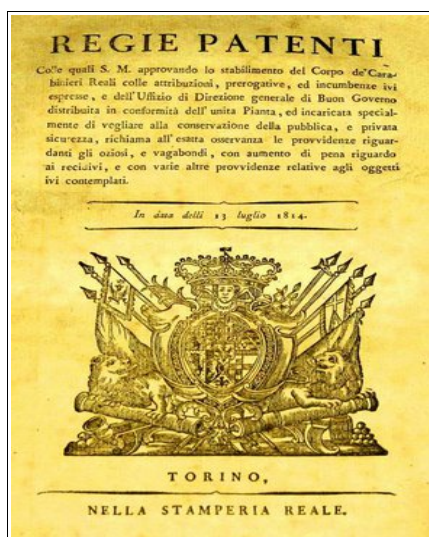 REGIE PATENTI
Colle quali S. M. approvando lo stabilimento del Corpo de' Cara-
binieri Reali colle attribuzioni, prerogative, ed incumbenze ivi
espresse, e dell' Uffizio di Direzione generale di Buon Governo
distribuita in conformità dell' unita Pianta, ed incaricata special-
mente di vegliare alla conservazione della pubblica, e privata
sicurezza, richiama all' esatta osservanza le provvidenze riguar-
danti gli oziosi, e vagabondi, con aumento di pena riguardo
ai recidivi, e con varie altre provvidenze relative agli oggetti
ivi contemplati.
In data delli 13 luglio 1814.
TORINO,
NELLA STAMPERIA REALE.